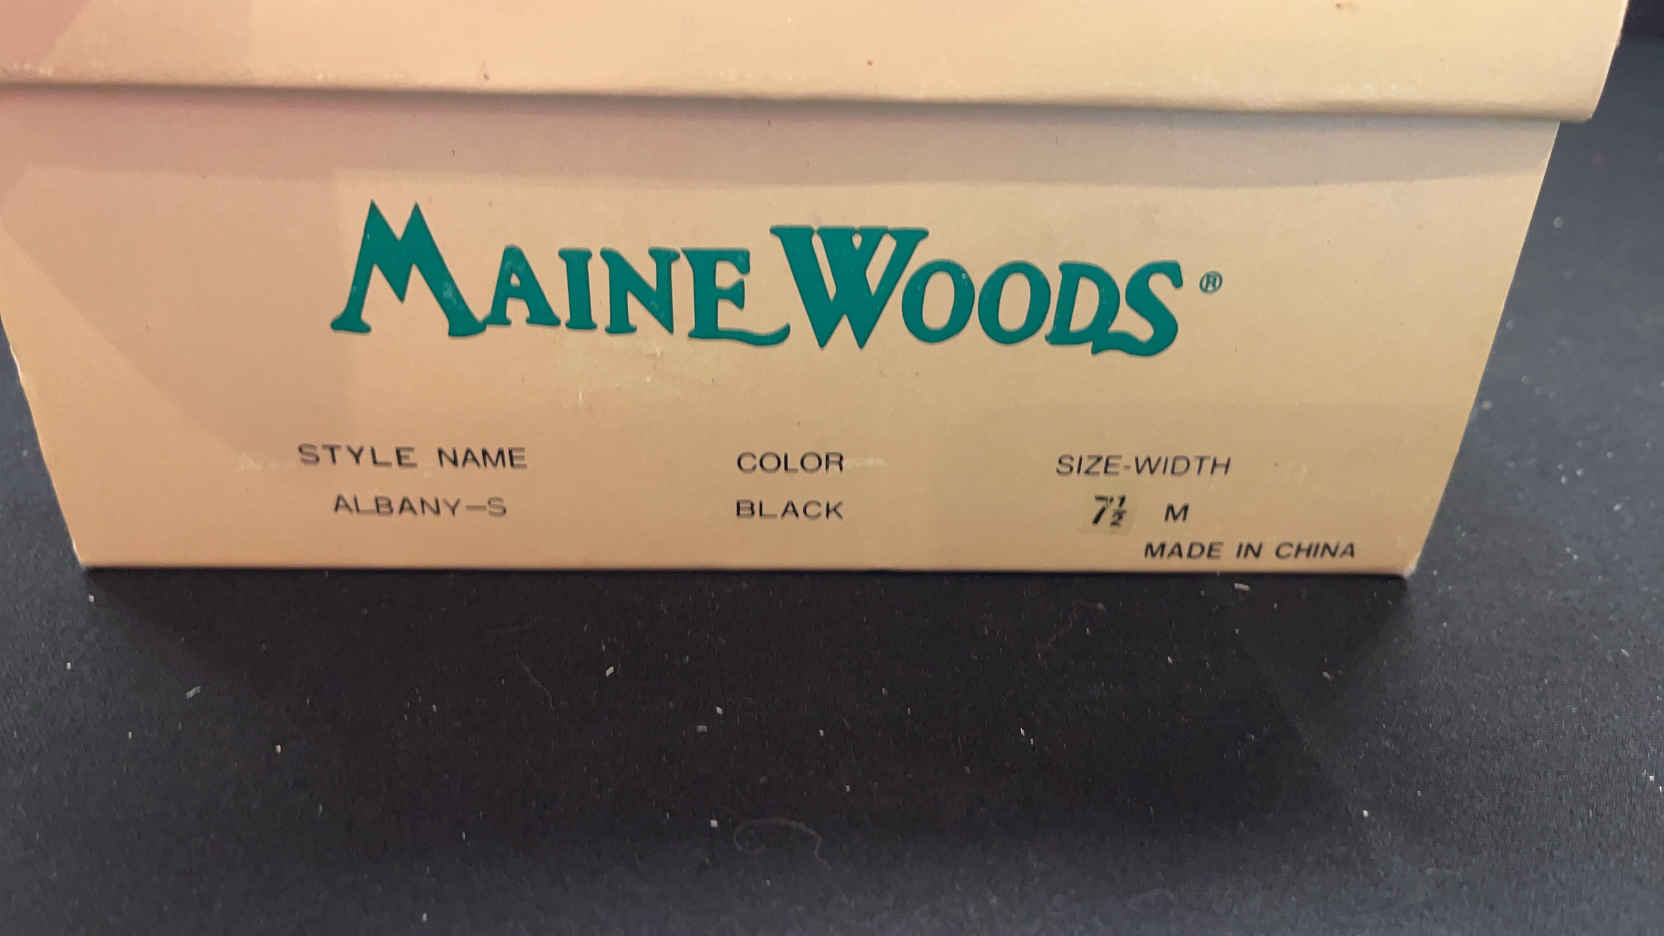 MAINE WOODS®
STYLE NAME COLOR SIZE-WIDTH
ALBANY-S BLACK 7½ M
MADE IN CHINA